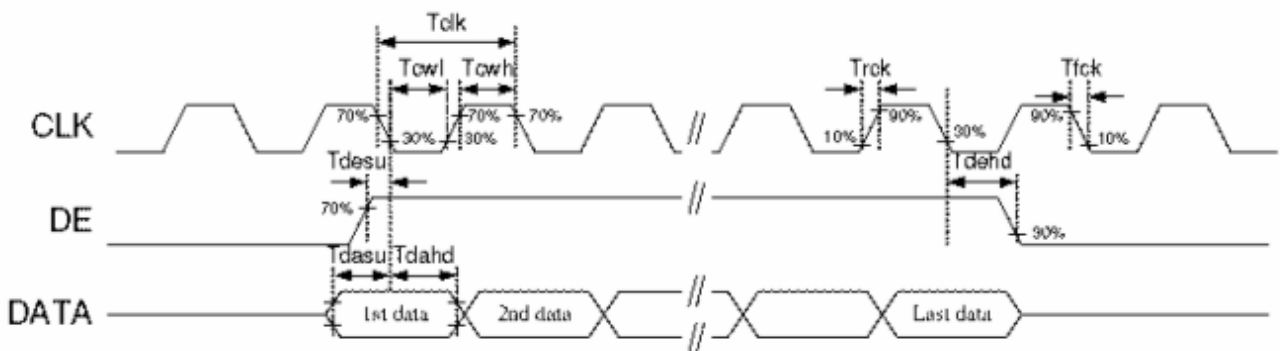 Tclk
Tcwl Tcwh Trck Tfck
CLK 70% 30% 70% 30% 70% 10% 90% 30% 90% 10%
Tdesu Tdehd
DE 70% 30%
Tdasu Tdahd
DATA 1st data 2nd data Last data